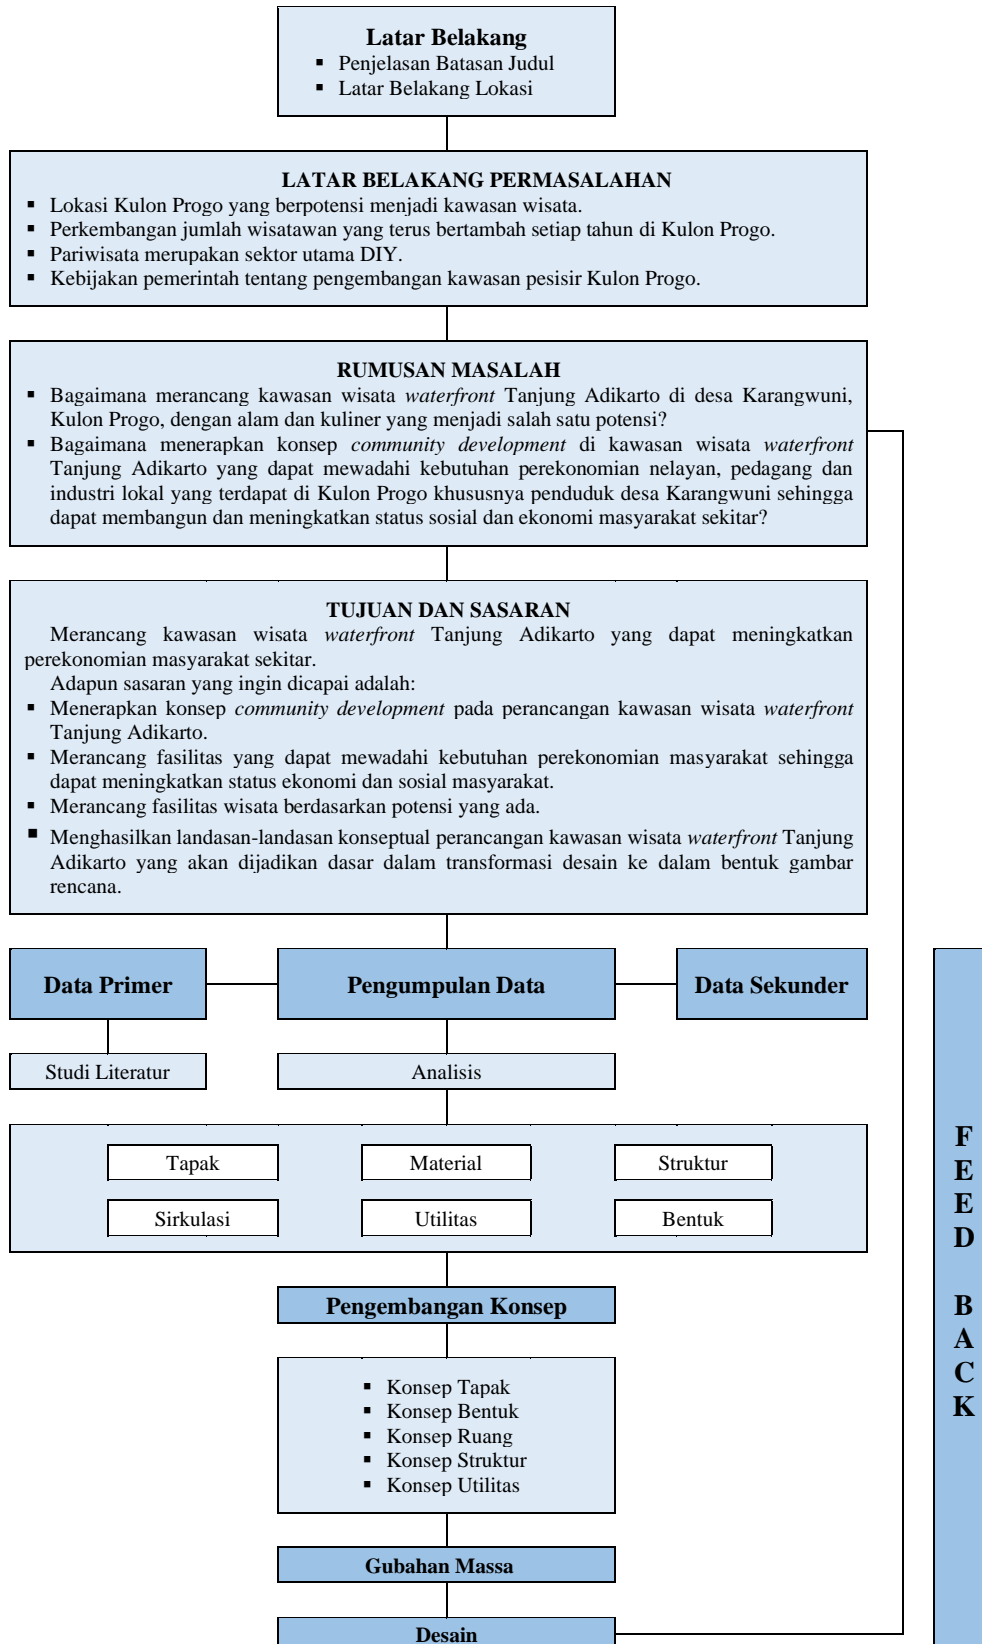 Latar Belakang
▪ Penjelasan Batasan Judul
▪ Latar Belakang Lokasi
LATAR BELAKANG PERMASALAHAN
▪ Lokasi Kulon Progo yang berpotensi menjadi kawasan wisata.
▪ Perkembangan jumlah wisatawan yang terus bertambah setiap tahun di Kulon Progo.
▪ Pariwisata merupakan sektor utama DIY.
▪ Kebijakan pemerintah tentang pengembangan kawasan pesisir Kulon Progo.
RUMUSAN MASALAH
▪ Bagaimana merancang kawasan wisata waterfront Tanjung Adikarto di desa Karangwuni,
Kulon Progo, dengan alam dan kuliner yang menjadi salah satu potensi?
▪ Bagaimana menerapkan konsep community development di kawasan wisata waterfront
Tanjung Adikarto yang dapat mewadahi kebutuhan perekonomian nelayan, pedagang dan
industri lokal yang terdapat di Kulon Progo khususnya penduduk desa Karangwuni sehingga
dapat membangun dan meningkatkan status sosial dan ekonomi masyarakat sekitar?
TUJUAN DAN SASARAN
Merancang kawasan wisata waterfront Tanjung Adikarto yang dapat meningkatkan
perekonomian masyarakat sekitar.
Adapun sasaran yang ingin dicapai adalah:
▪ Menerapkan konsep community development pada perancangan kawasan wisata waterfront
Tanjung Adikarto.
▪ Merancang fasilitas yang dapat mewadahi kebutuhan perekonomian masyarakat sehingga
dapat meningkatkan status ekonomi dan sosial masyarakat.
▪ Merancang fasilitas wisata berdasarkan potensi yang ada.
▪ Menghasilkan landasan-landasan konseptual perancangan kawasan wisata waterfront Tanjung
Adikarto yang akan dijadikan dasar dalam transformasi desain ke dalam bentuk gambar
rencana.
Data Primer
Pengumpulan Data
Data Sekunder
Studi Literatur
Analisis
Tapak
Material
Struktur
Sirkulasi
Utilitas
Bentuk
Pengembangan Konsep
▪ Konsep Tapak
▪ Konsep Bentuk
▪ Konsep Ruang
▪ Konsep Struktur
▪ Konsep Utilitas
Gubahan Massa
Desain
F
E
E
D
B
A
C
K